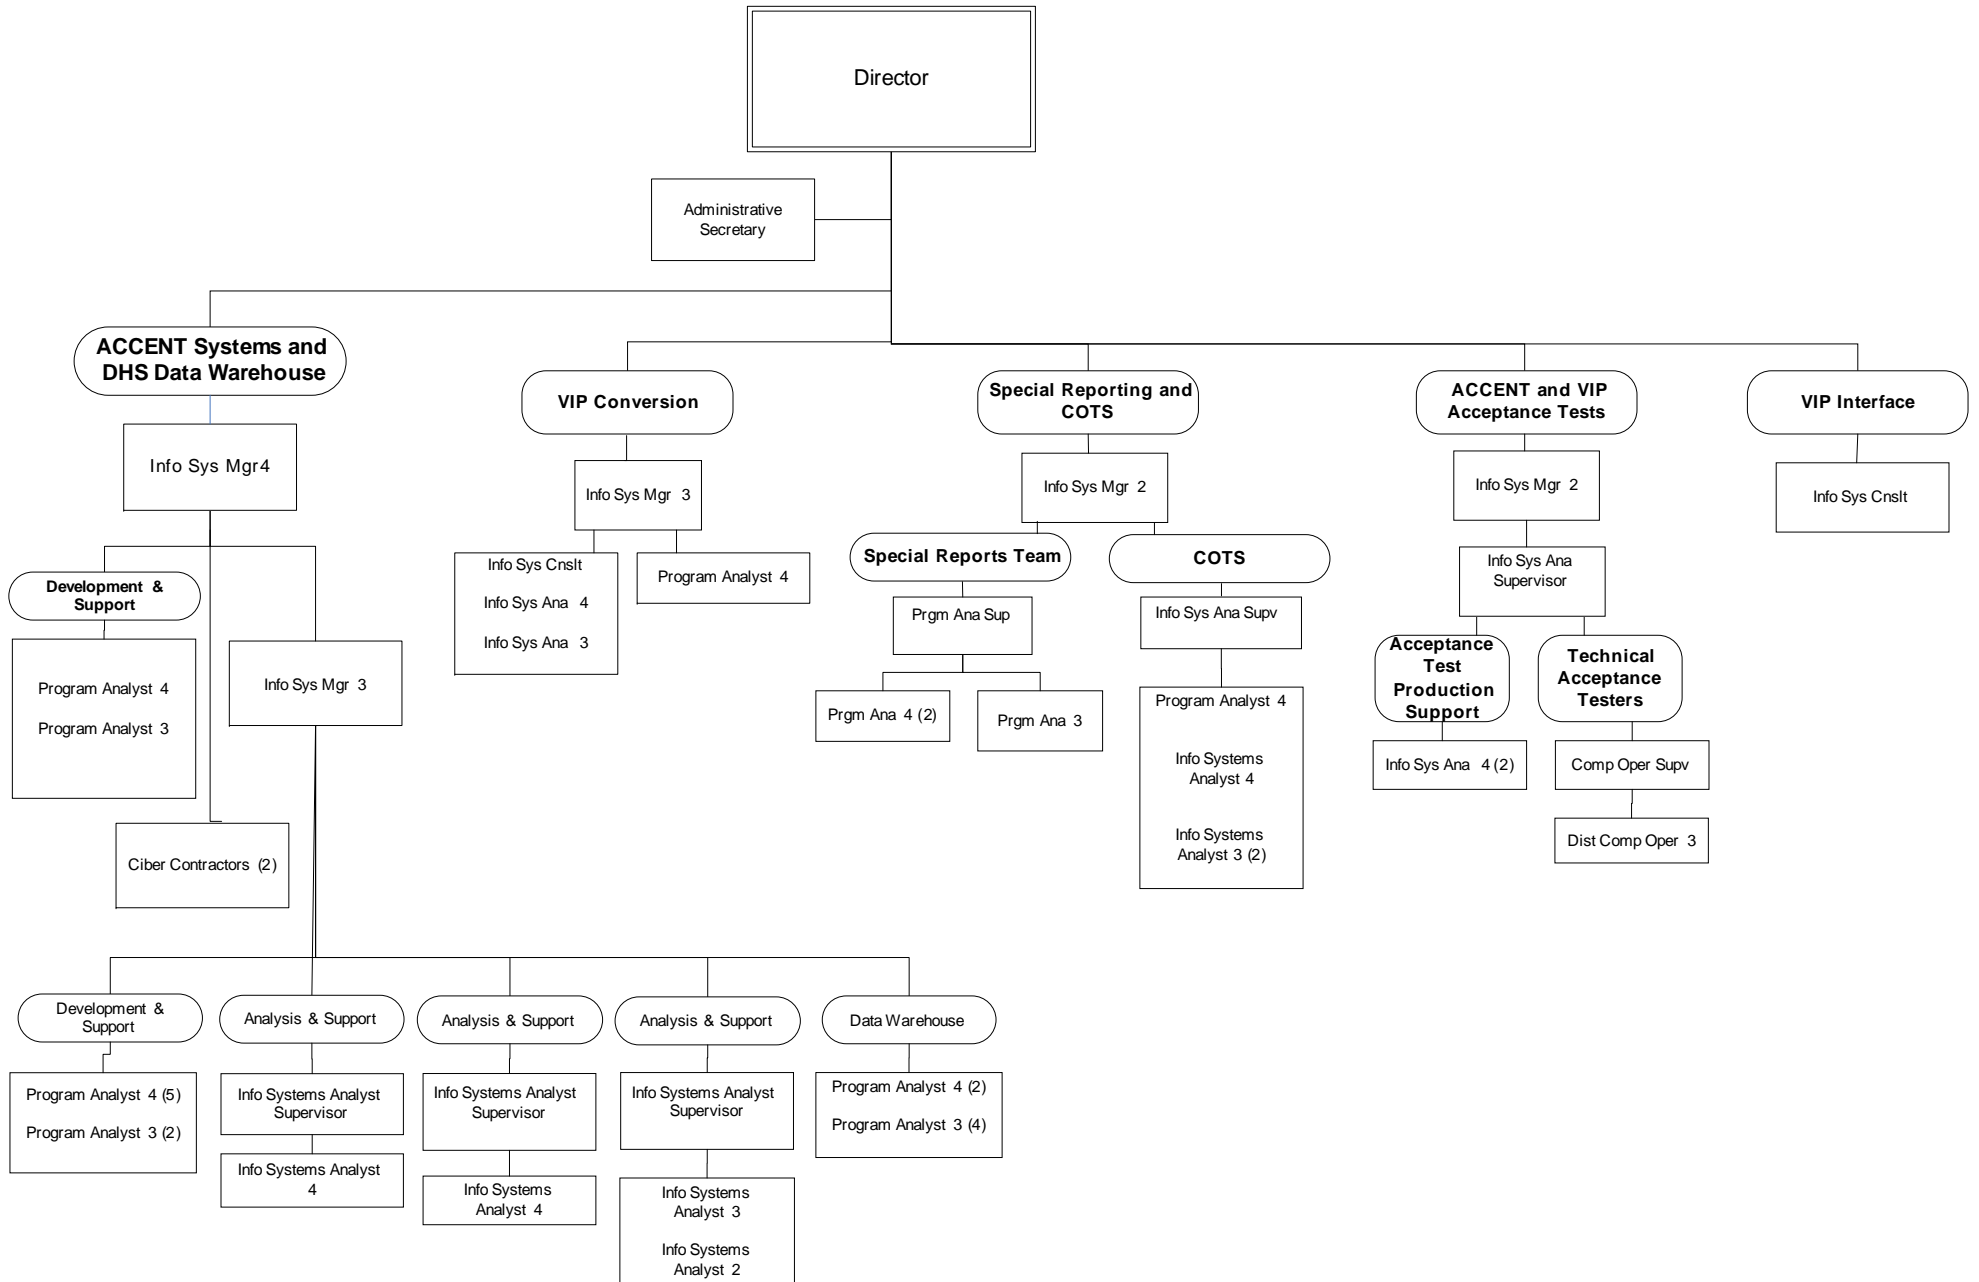 Director
Administrative
Secretary
ACCENT Systems and
DHS Data Warehouse
Info Sys Mgr4
Development &
Support
Program Analyst 4
Program Analyst 3
Info Sys Mgr 3
Ciber Contractors (2)
Development &
Support
Program Analyst 4 (5)
Program Analyst 3 (2)
Analysis & Support
Info Systems Analyst
Supervisor
Info Systems Analyst
4
Analysis & Support
Info Systems Analyst
Supervisor
Info Systems
Analyst 4
Analysis & Support
Info Systems Analyst
Supervisor
Info Systems
Analyst 3
Info Systems
Analyst 2
Data Warehouse
Program Analyst 4 (2)
Program Analyst 3 (4)
VIP Conversion
Info Sys Mgr 3
Info Sys Cnslt
Info Sys Ana 4
Info Sys Ana 3
Program Analyst 4
Special Reporting and
COTS
Info Sys Mgr 2
Special Reports Team
Prgm Ana Sup
Prgm Ana 4 (2)
Prgm Ana 3
COTS
Info Sys Ana Supv
Program Analyst 4
Info Systems
Analyst 4
Info Systems
Analyst 3 (2)
ACCENT and VIP
Acceptance Tests
Info Sys Mgr 2
Info Sys Ana
Supervisor
Acceptance
Test
Production
Support
Info Sys Ana 4 (2)
Technical
Acceptance
Testers
Comp Oper Supv
Dist Comp Oper 3
VIP Interface
Info Sys Cnslt